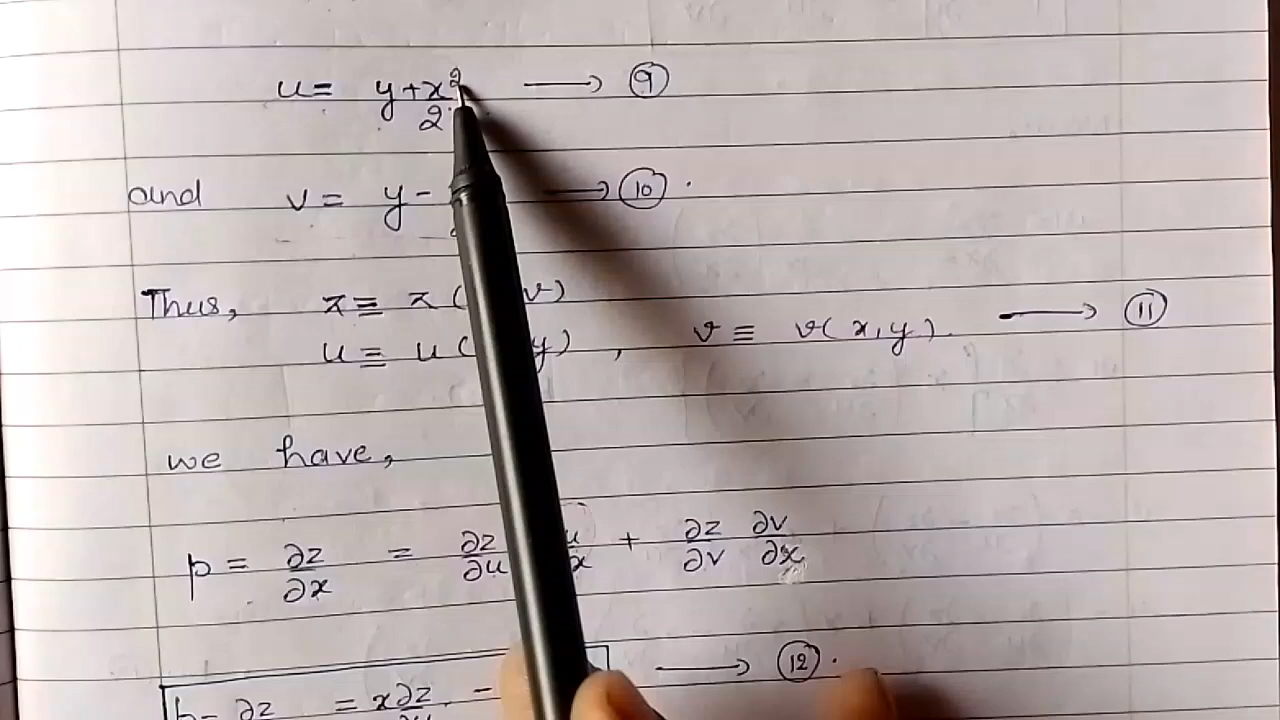 u = y + x²/2 ⟶ ⑨
and v = y - ⟶ ⑩ .
Thus, z ≡ z ( v)
u ≡ u ( y) , v ≡ v(x,y). ⟶ ⑪
we have,
p = ∂z/∂x = ∂z/∂u u/x + ∂z/∂v ∂v/∂x
p = ∂z = x∂z - ⟶ ⑫ .